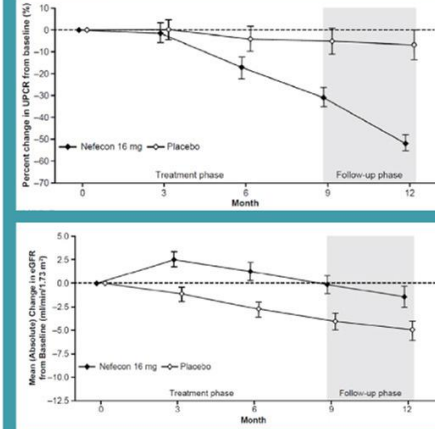 Percent change in UPCR from baseline (%)
10
0
−10
−20
−30
−40
−50
−60
−70
Nefecon 16 mg Placebo
Treatment phase Follow-up phase
0 3 6 9 12
Month
Mean (Absolute) Change in eGFR
from Baseline (ml/min/1.73 m²)
5.0
2.5
0.0
−2.5
−5.0
−7.5
−10.0
−12.5
Nefecon 16 mg Placebo
Treatment phase Follow-up phase
0 3 6 9 12
Month